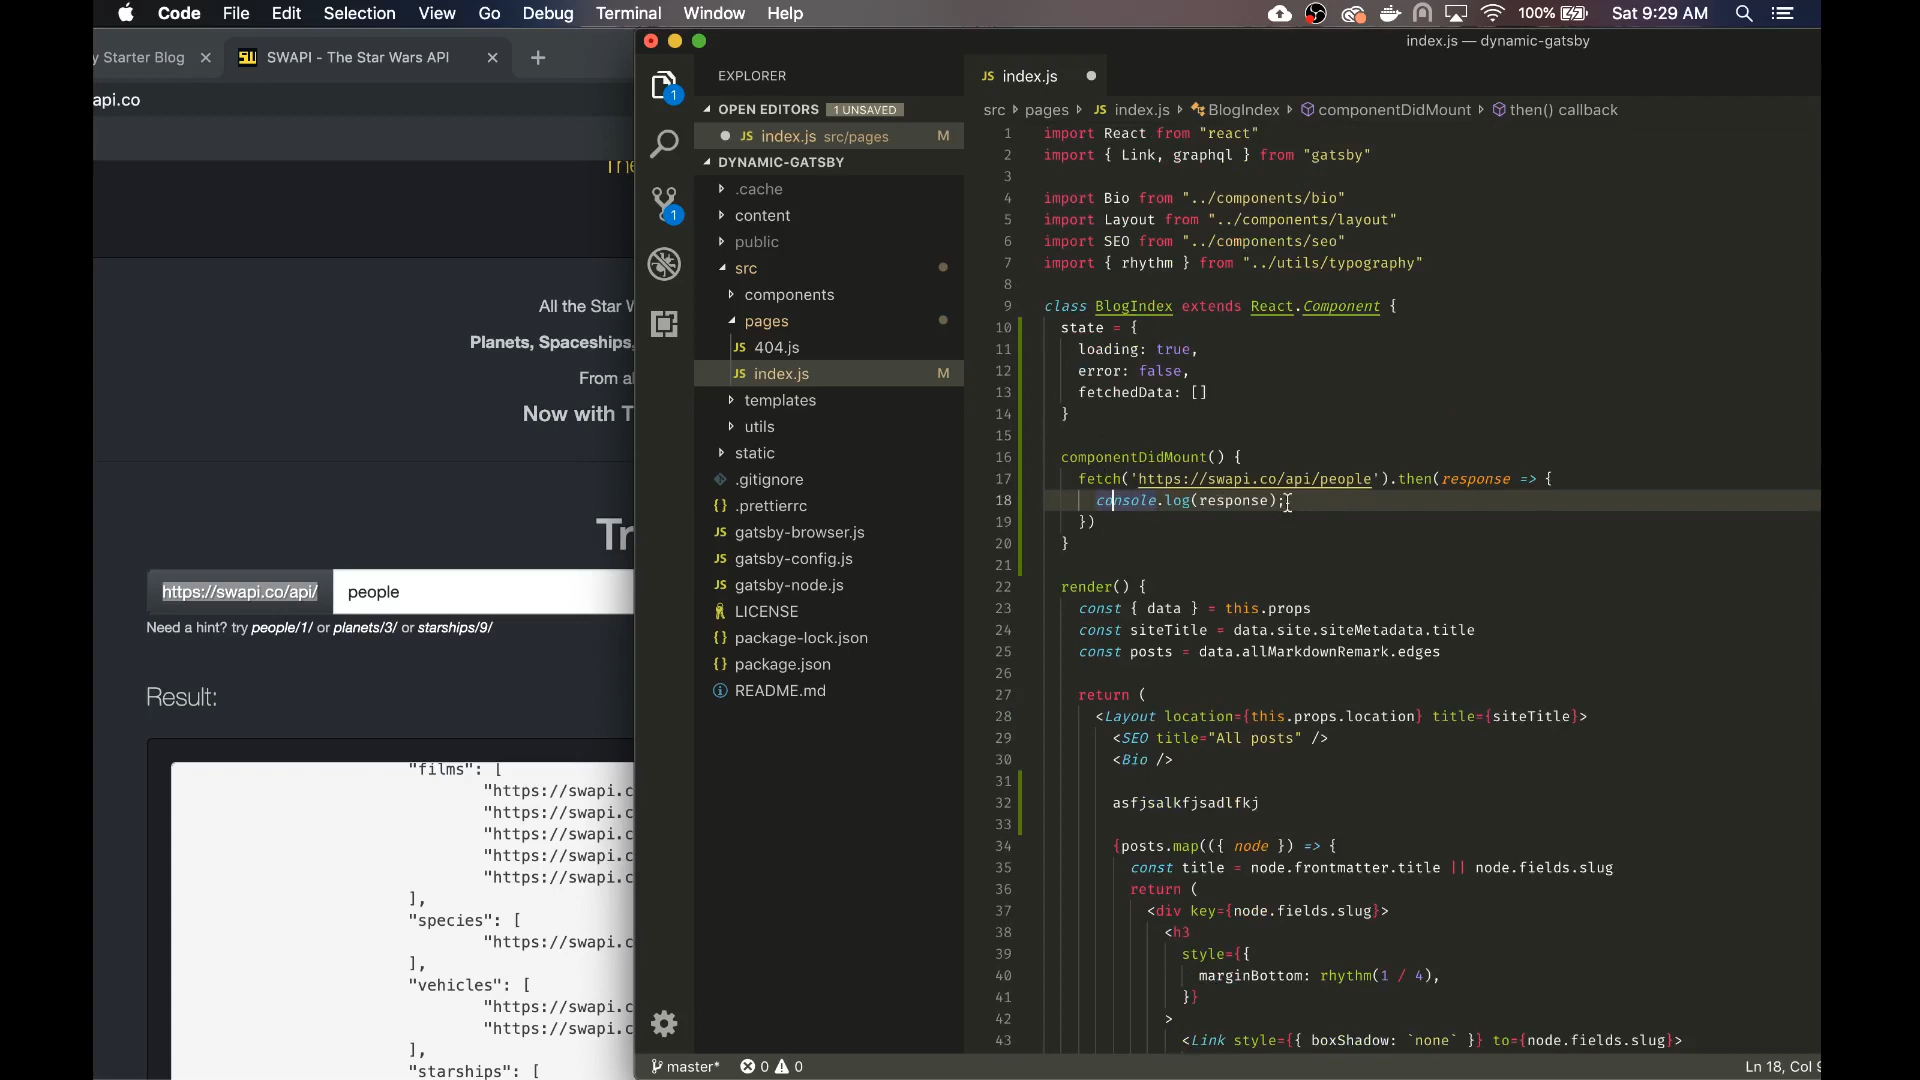 Code File Edit Selection View Go Debug Terminal Window Help 100% Sat 9:29 AM
y Starter Blog SWAPI - The Star Wars API
api.co
All the Star W
Planets, Spaceships,
From al
Now with T
Tr
https://swapi.co/api/ people
Need a hint? try people/1/ or planets/3/ or starships/9/
Result:
"films": [
"https://swapi.c
"https://swapi.c
"https://swapi.c
"https://swapi.c
"https://swapi.c
],
"species": [
"https://swapi.c
],
"vehicles": [
"https://swapi.c
"https://swapi.c
],
"starships": [
index.js — dynamic-gatsby
1
1
EXPLORER
OPEN EDITORS 1 UNSAVED
JS index.js src/pages M
DYNAMIC-GATSBY
.cache
content
public
src
components
pages
JS 404.js
JS index.js M
templates
utils
static
.gitignore
{} .prettierrc
JS gatsby-browser.js
JS gatsby-config.js
JS gatsby-node.js
LICENSE
{} package-lock.json
{} package.json
README.md
JS index.js
src pages JS index.js BlogIndex componentDidMount then() callback
1 import React from "react"
2 import { Link, graphql } from "gatsby"
3
4 import Bio from "../components/bio"
5 import Layout from "../components/layout"
6 import SEO from "../components/seo"
7 import { rhythm } from "../utils/typography"
8
9 class BlogIndex extends React.Component {
10 state = {
11 loading: true,
12 error: false,
13 fetchedData: []
14 }
15
16 componentDidMount() {
17 fetch('https://swapi.co/api/people').then(response => {
18 console.log(response);
19 })
20 }
21
22 render() {
23 const { data } = this.props
24 const siteTitle = data.site.siteMetadata.title
25 const posts = data.allMarkdownRemark.edges
26
27 return (
28 <Layout location={this.props.location} title={siteTitle}>
29 <SEO title="All posts" />
30 <Bio />
31
32 asfjsalkfjsadlfkj
33
34 {posts.map(({ node }) => {
35 const title = node.frontmatter.title || node.fields.slug
36 return (
37 <div key={node.fields.slug}>
38 <h3
39 style={{
40 marginBottom: rhythm(1 / 4),
41 }}
42 >
43 <Link style={{ boxShadow: `none` }} to={node.fields.slug}>
master* 0 0 Ln 18, Col 9